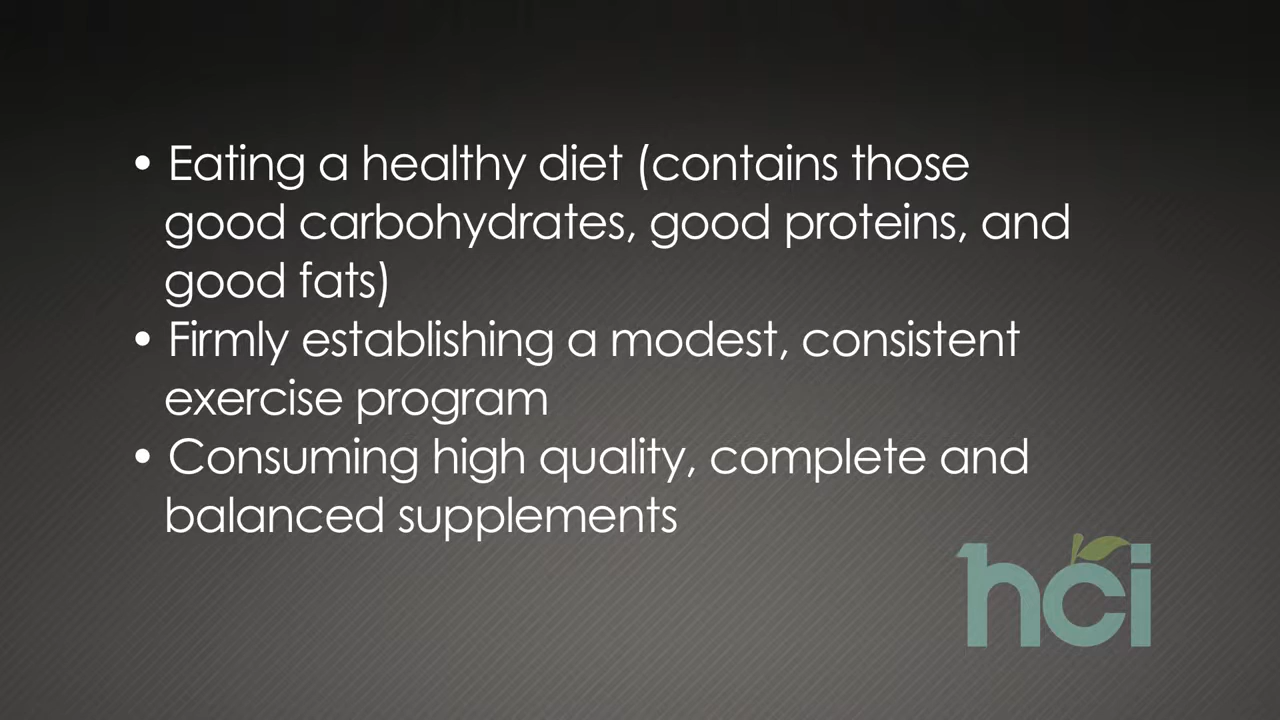 • Eating a healthy diet (contains those
good carbohydrates, good proteins, and
good fats)
• Firmly establishing a modest, consistent
exercise program
• Consuming high quality, complete and
balanced supplements
hci